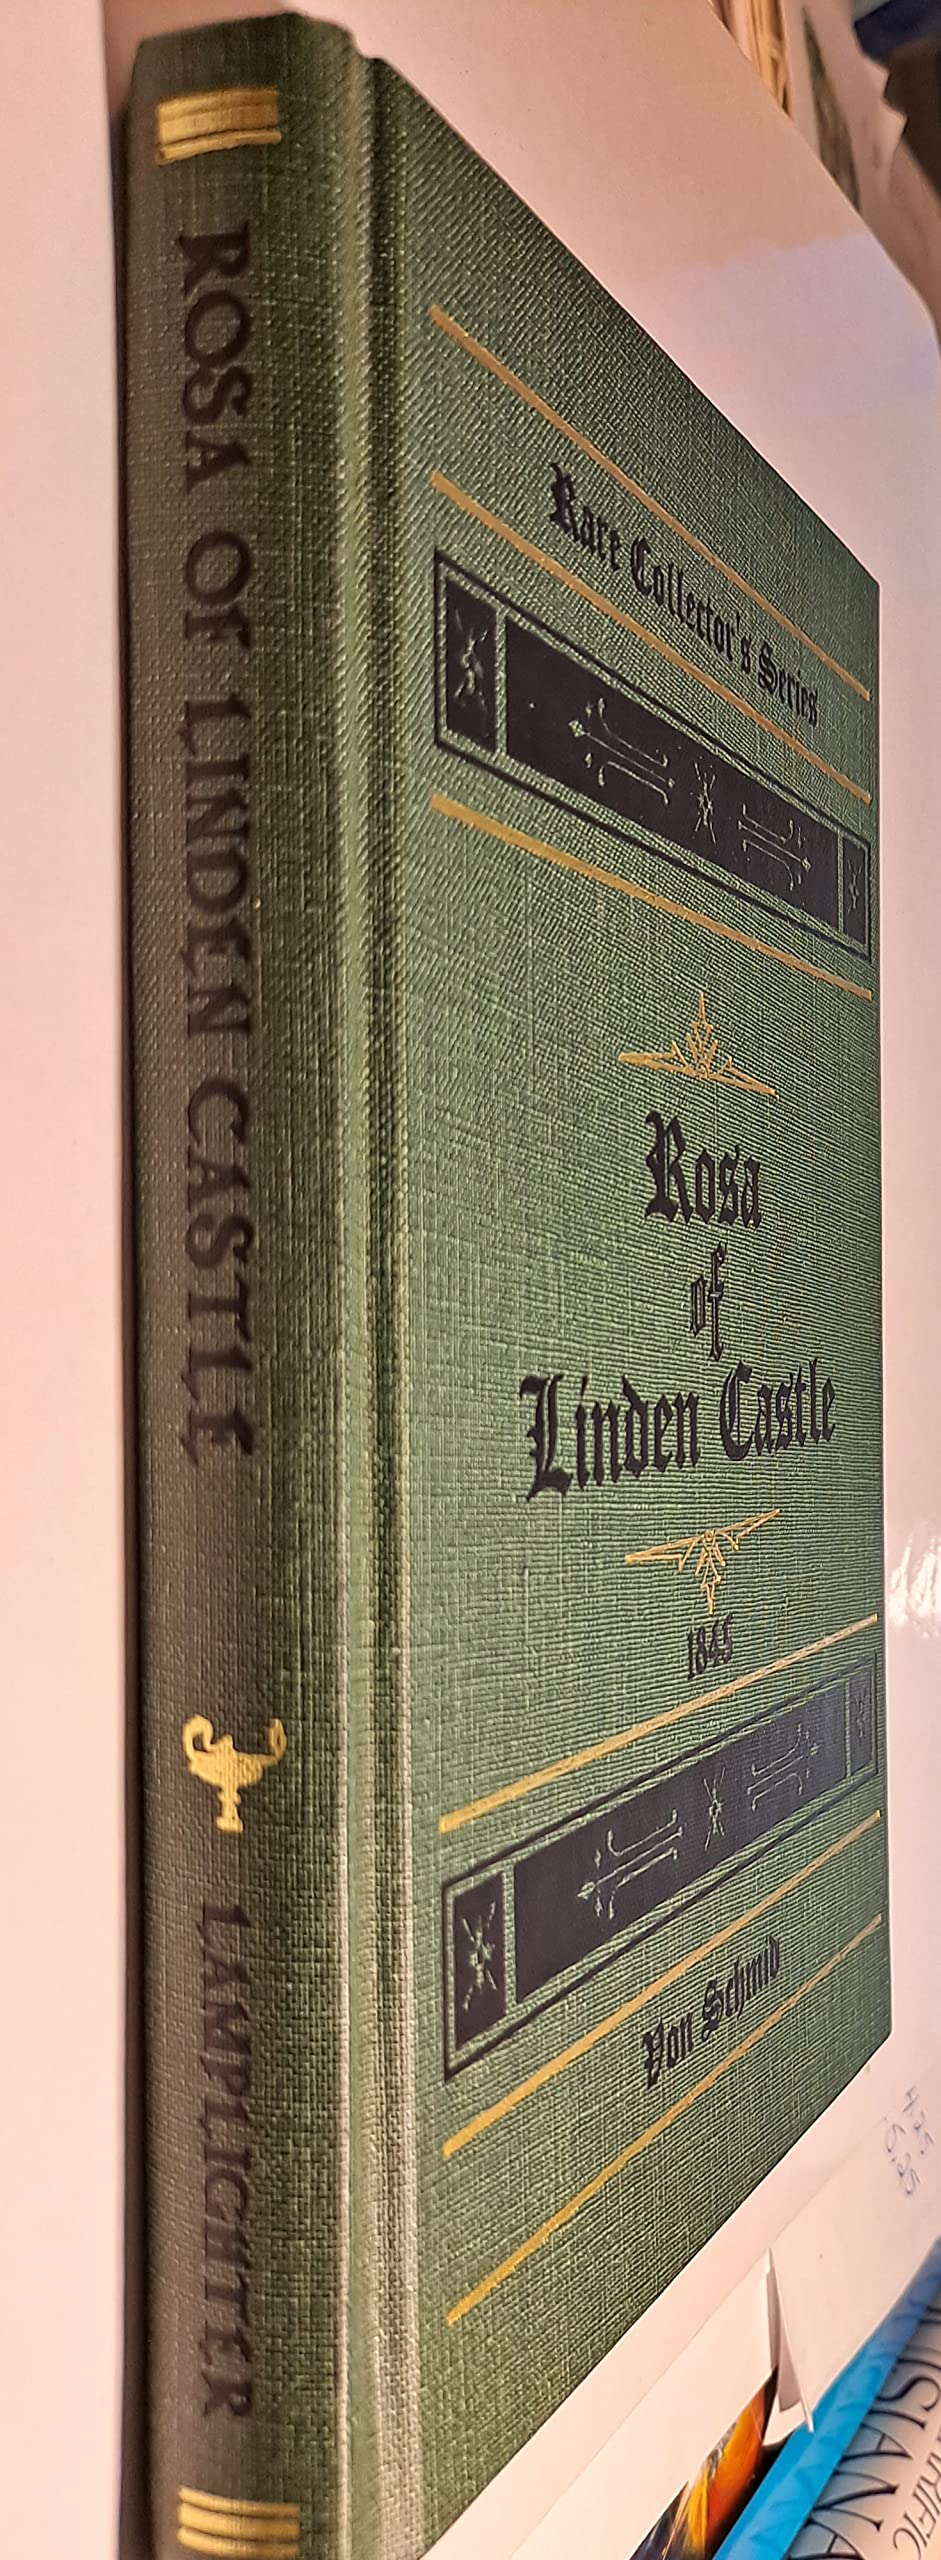 ROSA OF LINDEN CASTLE
LAMPLIGHTER
Rare Collector's Series
Rosa
of
Linden Castle
1845
Von Schmid